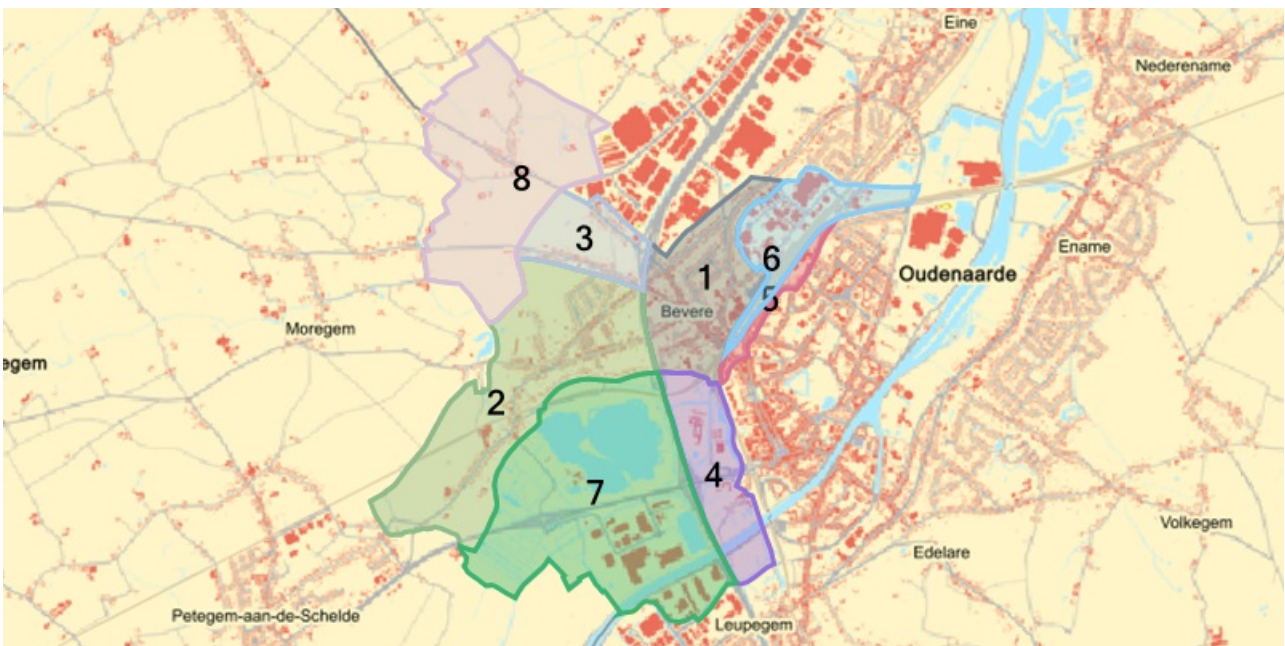 Eine
Nederename
8
3
6
1
Ename
Oudenaarde
5
Bevere
Moregem
egem
2
4
7
Volkegem
Edelare
Petegem-aan-de-Schelde
Leupegem